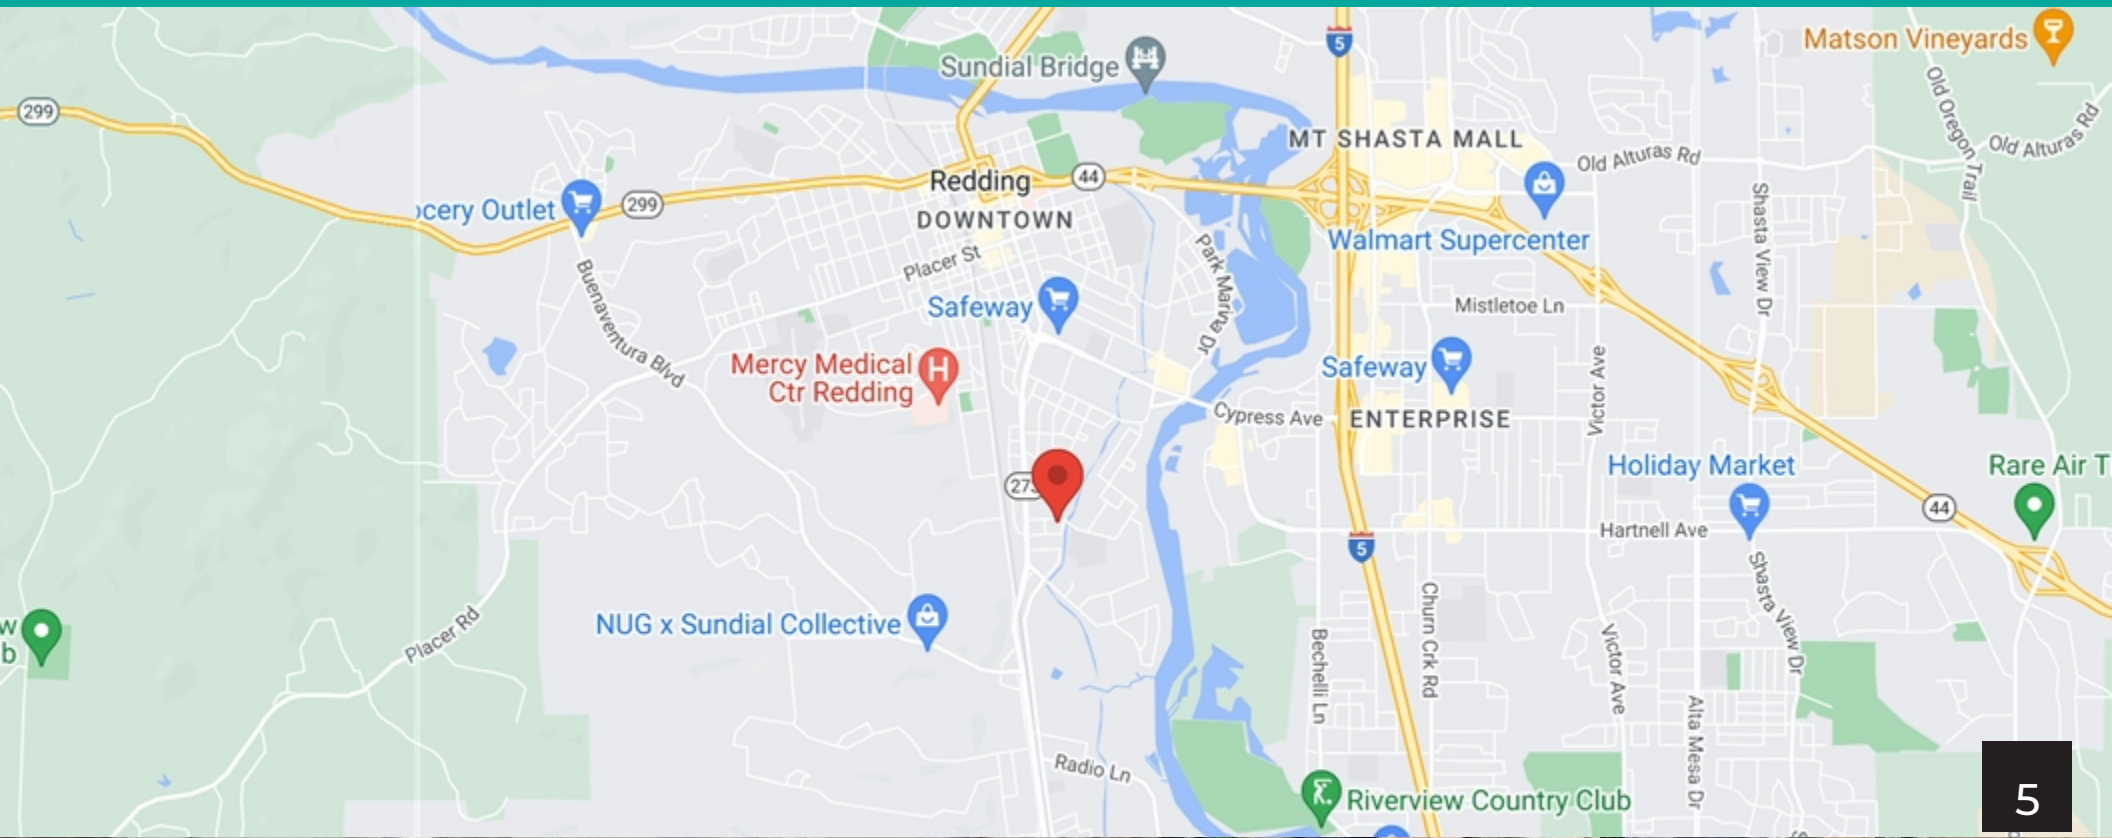 5
Matson Vineyards
Sundial Bridge
299
Old Oregon Trail
Old Alturas Rd
MT SHASTA MALL
Old Alturas Rd
Redding
44
DOWNTOWN
299
ocery Outlet
Shasta View Dr
Walmart Supercenter
Placer St
Park Marina Dr
Buenaventura Blvd
Safeway
Mistletoe Ln
Mercy Medical
Ctr Redding
Safeway
Victor Ave
Cypress Ave
ENTERPRISE
Holiday Market
Rare Air T
273
44
Hartnell Ave
5
Shasta View Dr
NUG x Sundial Collective
Churn Crk Rd
Placer Rd
w
b
Bechelli Ln
Victor Ave
Alta Mesa Dr
Radio Ln
Riverview Country Club
5